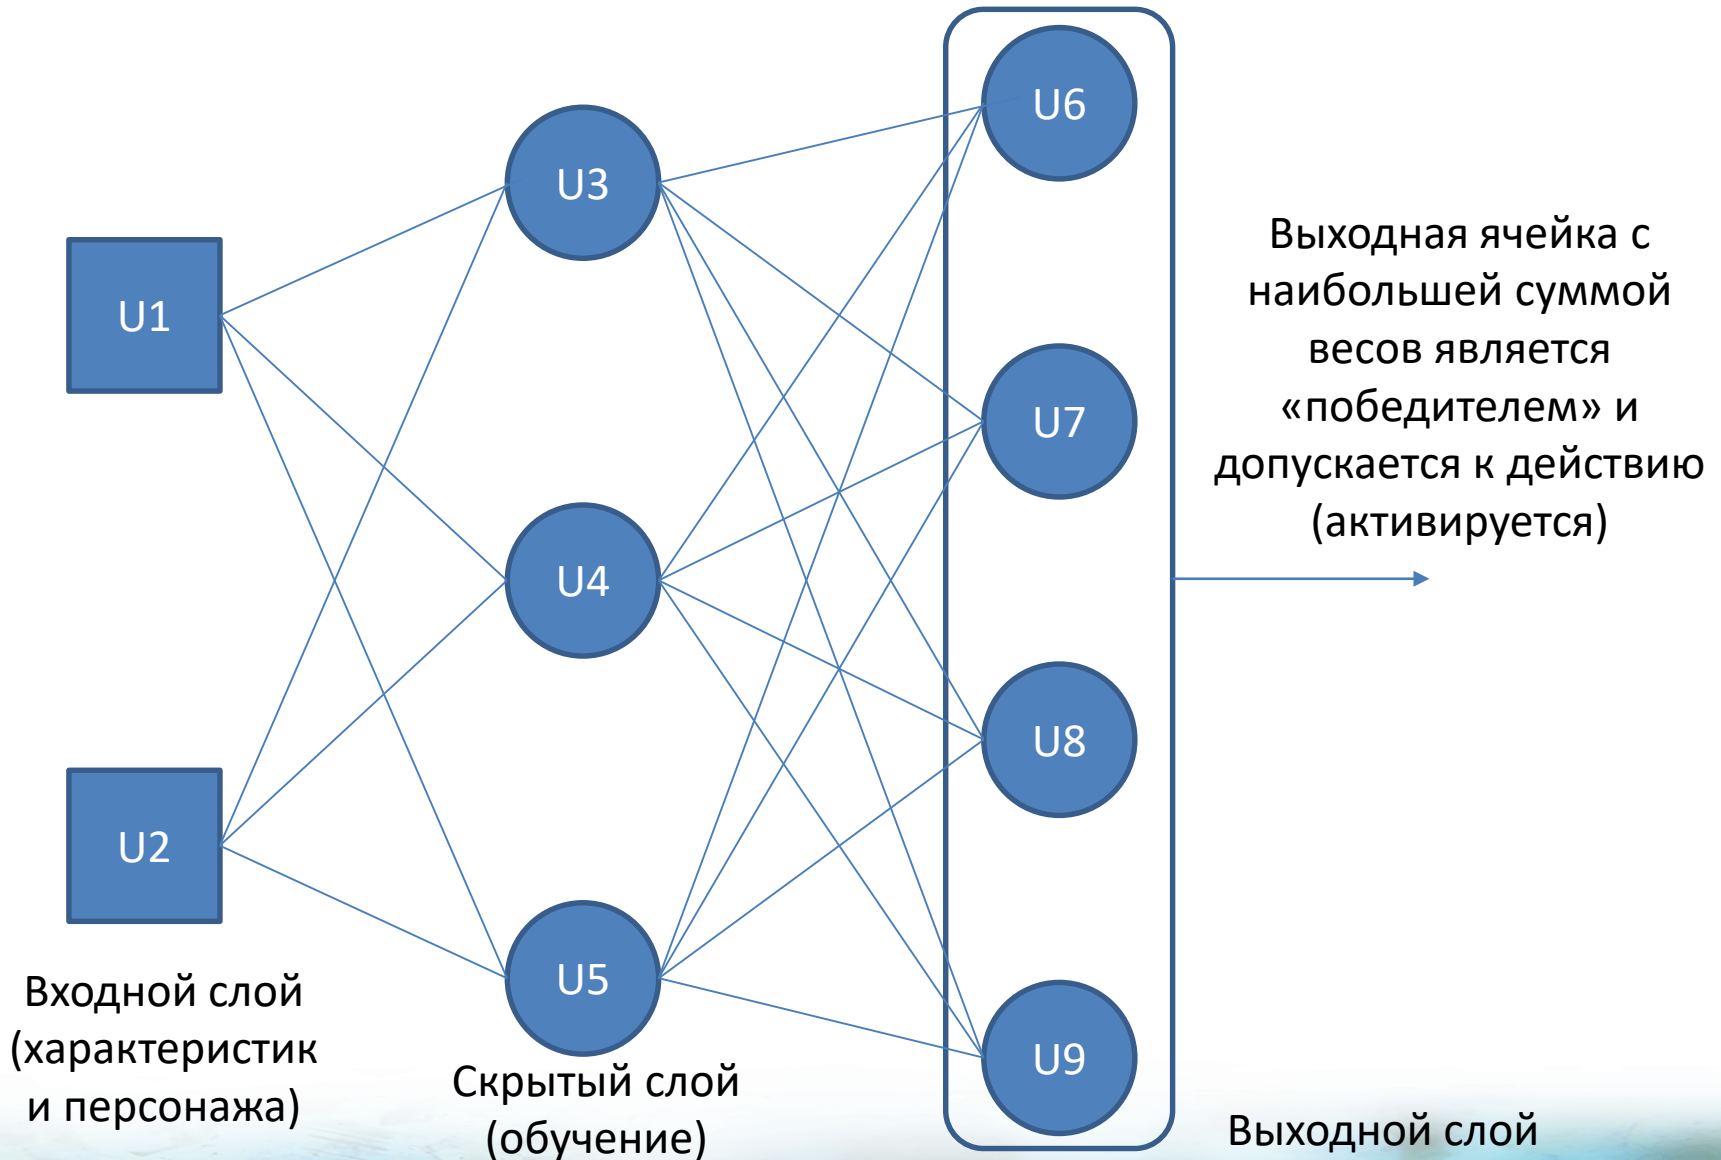 U6
U3
U1
Выходная ячейка с
наибольшей суммой
весов является
«победителем» и
допускается к действию
(активируется)
U7
U4
U8
U2
U5
U9
Входной слой
(характеристик
и персонажа)
Скрытый слой
(обучение)
Выходной слой